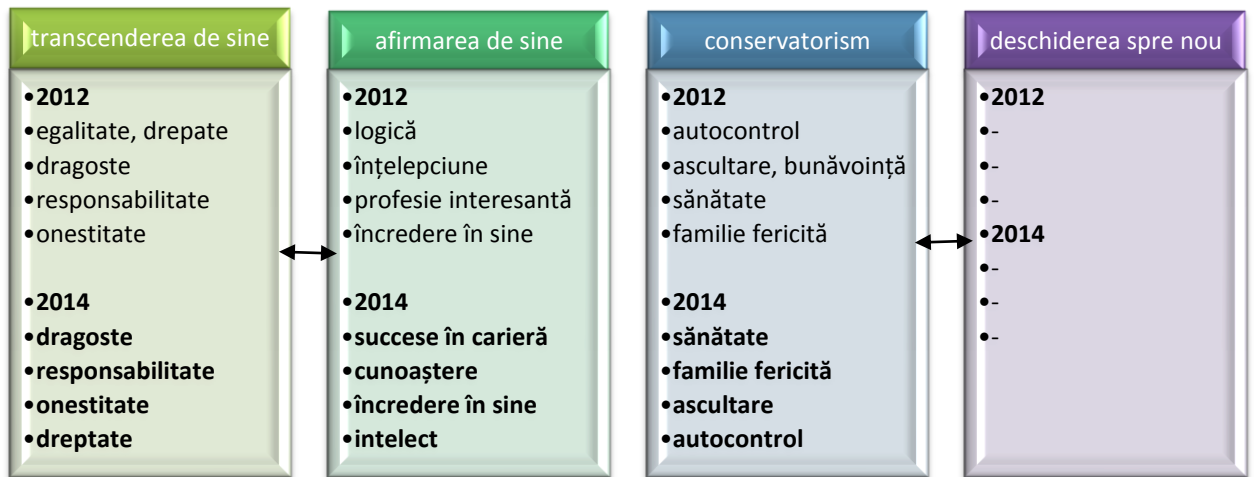 transcenderea de sine
•2012
•egalitate, drepate
•dragoste
•responsabilitate
•onestitate
•2014
•dragoste
•responsabilitate
•onestitate
•dreptate
afirmarea de sine
•2012
•logică
•înțelepciune
•profesie interesantă
•încredere în sine
•2014
•succese în carieră
•cunoaștere
•încredere în sine
•intelect
conservatorism
•2012
•autocontrol
•ascultare, bunăvoință
•sănătate
•familie fericită
•2014
•sănătate
•familie fericită
•ascultare
•autocontrol
deschiderea spre nou
•2012
•-
•-
•-
•2014
•-
•-
•-